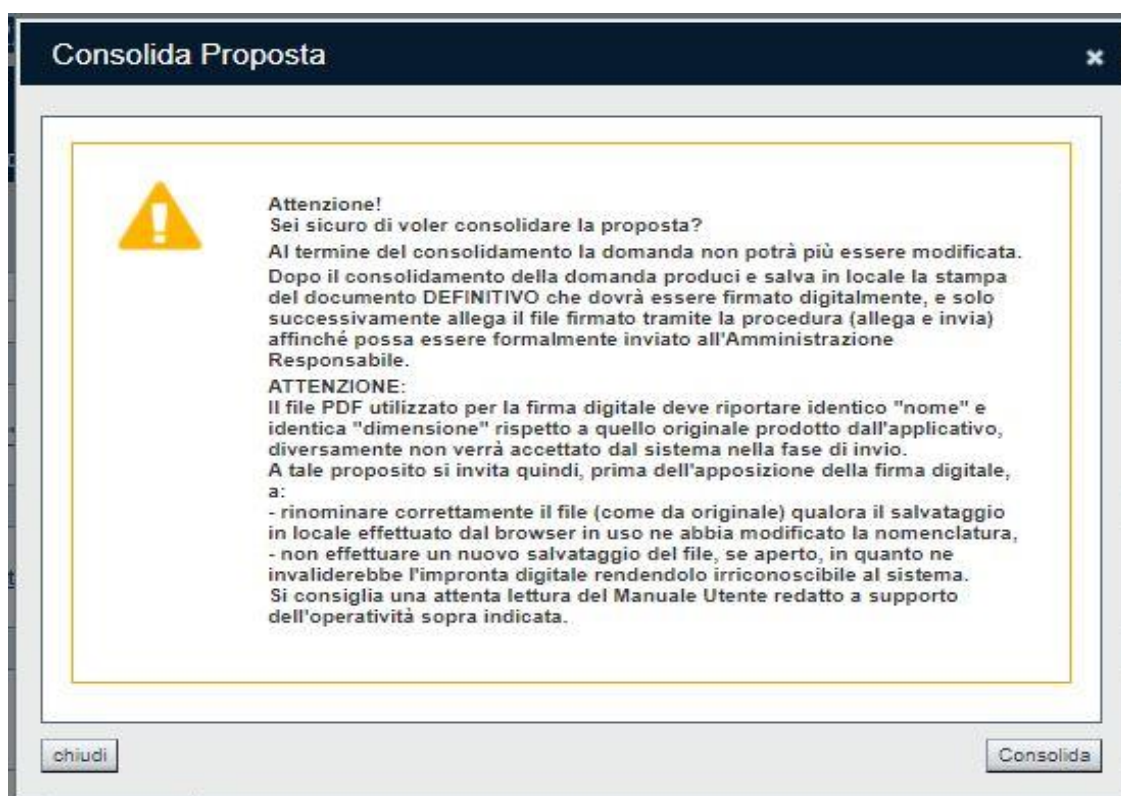 Consolida Proposta
Attenzione!
Sei sicuro di voler consolidare la proposta?
Al termine del consolidamento la domanda non potrà più essere modificata.
Dopo il consolidamento della domanda produci e salva in locale la stampa
del documento DEFINITIVO che dovrà essere firmato digitalmente, e solo
successivamente allega il file firmato tramite la procedura (allega e invia)
affinché possa essere formalmente inviato all'Amministrazione
Responsabile.
ATTENZIONE:
Il file PDF utilizzato per la firma digitale deve riportare identico "nome" e
identica "dimensione" rispetto a quello originale prodotto dall'applicativo,
diversamente non verrà accettato dal sistema nella fase di invio.
A tale proposito si invita quindi, prima dell'apposizione della firma digitale,
a:
- rinominare correttamente il file (come da originale) qualora il salvataggio
in locale effettuato dal browser in uso ne abbia modificato la nomenclatura,
- non effettuare un nuovo salvataggio del file, se aperto, in quanto ne
invaliderebbe l'impronta digitale rendendolo irriconoscibile al sistema.
Si consiglia una attenta lettura del Manuale Utente redatto a supporto
dell'operatività sopra indicata.
chiudi
Consolida